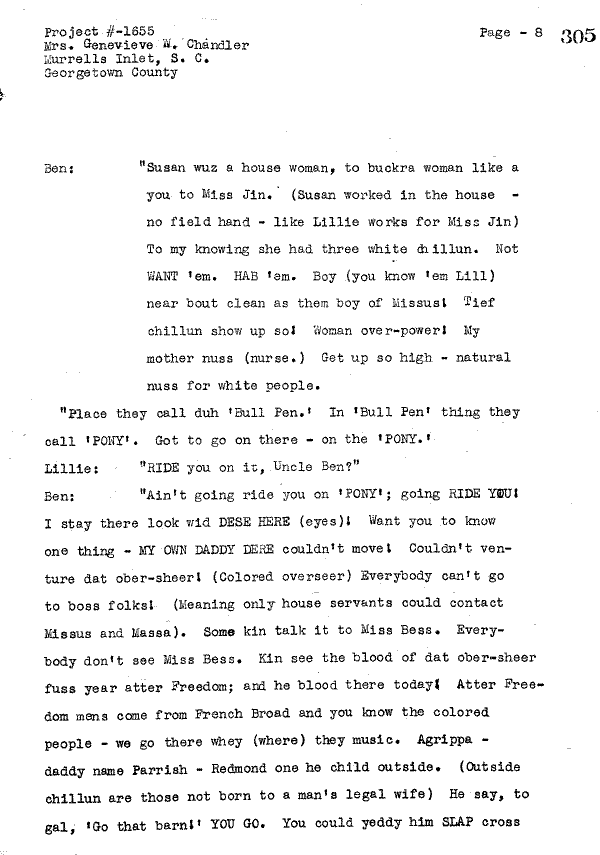 Project #-1655
Mrs. Genevieve W. Chandler
Murrells Inlet, S. C.
Georgetown County
Page - 8
305
Ben: "Susan wuz a house woman, to buckra woman like a
you to Miss Jin. (Susan worked in the house -
no field hand - like Lillie works for Miss Jin)
To my knowing she had three white chillun. Not
WANT 'em. HAB 'em. Boy (you know 'em Lill)
near bout clean as them boy of Missus! Tief
chillun show up so! Woman over-power! My
mother nuss (nurse.) Get up so high - natural
nuss for white people.
"Place they call duh 'Bull Pen.' In 'Bull Pen' thing they
call 'PONY'. Got to go on there - on the 'PONY.'
Lillie: "RIDE you on it, Uncle Ben?"
Ben: "Ain't going ride you on 'PONY'; going RIDE YOU!
I stay there look wid DESE HERE (eyes)! Want you to know
one thing - MY OWN DADDY DERE couldn't move! Couldn't ven-
ture dat ober-sheer! (Colored overseer) Everybody can't go
to boss folks! (Meaning only house servants could contact
Missus and Massa). Some kin talk it to Miss Bess. Every-
body don't see Miss Bess. Kin see the blood of dat ober-sheer
fuss year atter Freedom; and he blood there today! Atter Free-
dom mens come from French Broad and you know the colored
people - we go there whey (where) they music. Agrippa -
daddy name Parrish - Redmond one he child outside. (Outside
chillun are those not born to a man's legal wife) He say, to
gal, 'Go that barn!' YOU GO. You could yeddy him SLAP cross